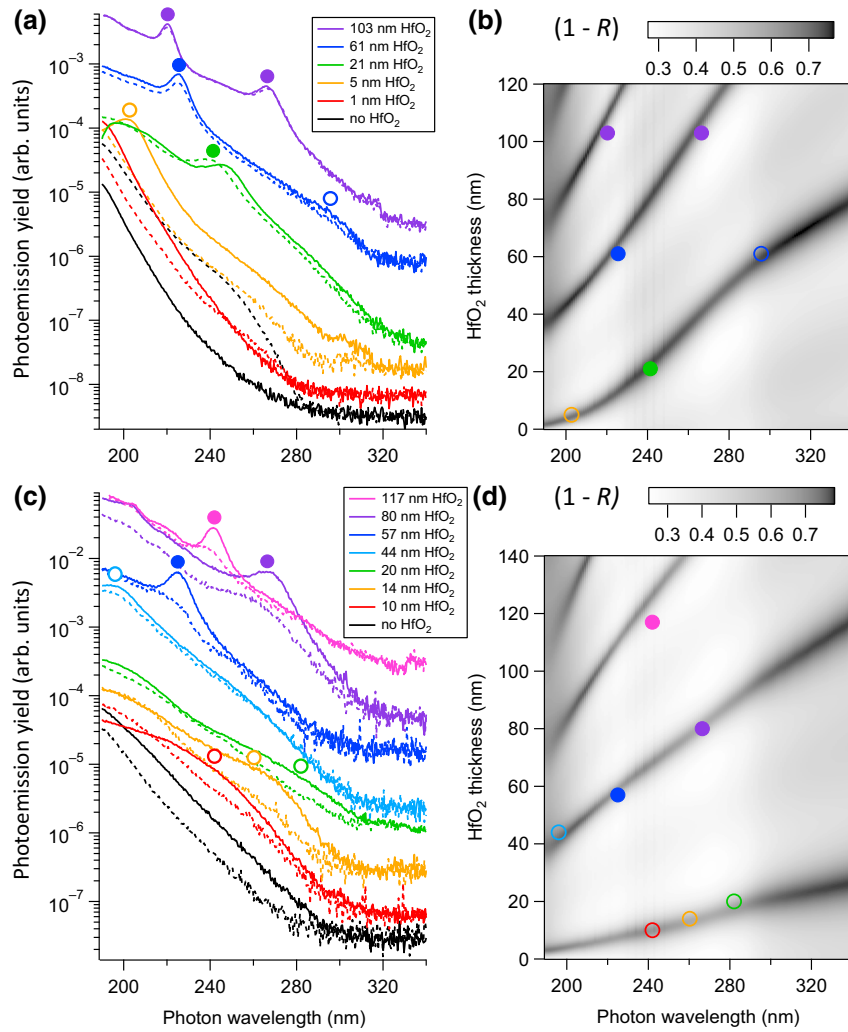 (a)
103 nm HfO2
61 nm HfO2
21 nm HfO2
5 nm HfO2
1 nm HfO2
no HfO2
10−3
10−4
10−5
10−6
10−7
10−8
Photoemission yield (arb. units)
200 240 280 320
(b)
(1 - R)
0.3 0.4 0.5 0.6 0.7
120
100
80
60
40
20
0
HfO2 thickness (nm)
200 240 280 320
(c)
117 nm HfO2
80 nm HfO2
57 nm HfO2
44 nm HfO2
20 nm HfO2
14 nm HfO2
10 nm HfO2
no HfO2
10−2
10−3
10−4
10−5
10−6
10−7
Photoemission yield (arb. units)
200 240 280 320
Photon wavelength (nm)
(d)
(1 - R)
0.3 0.4 0.5 0.6 0.7
140
120
100
80
60
40
20
0
HfO2 thickness (nm)
200 240 280 320
Photon wavelength (nm)